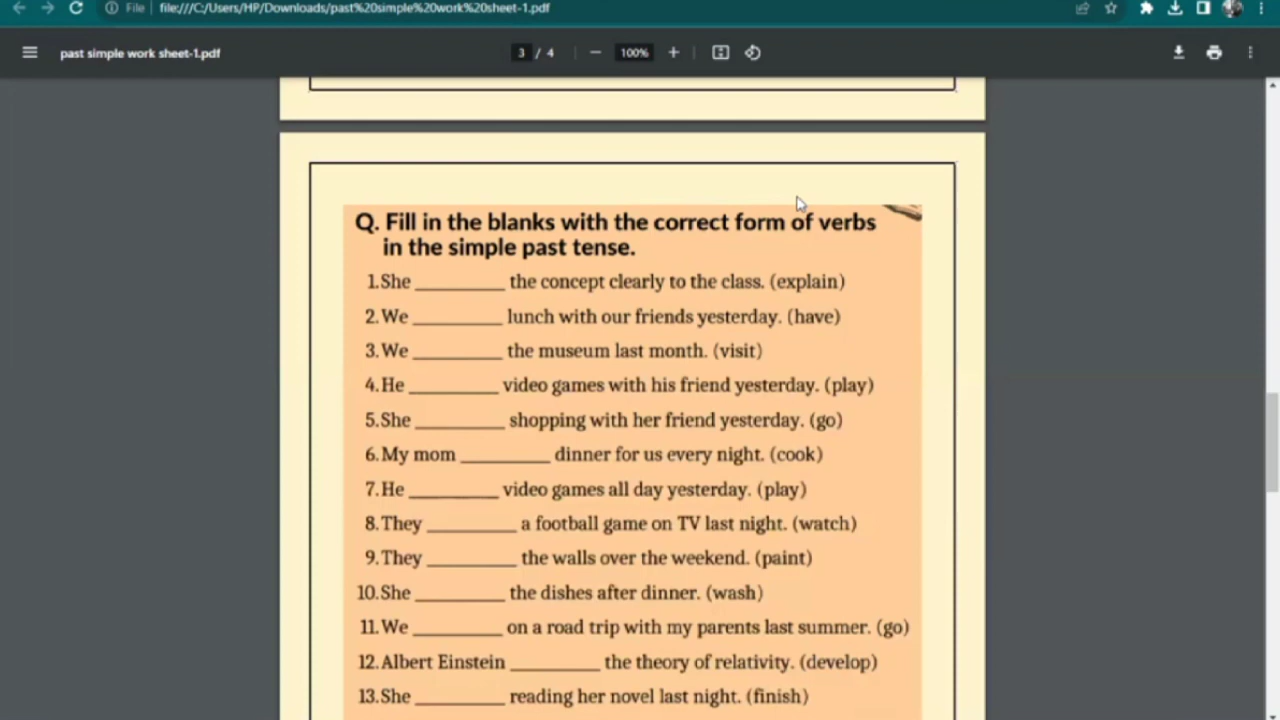 File | file:///C:/Users/HP/Downloads/past%20simple%20work%20sheet-1.pdf
past simple work sheet-1.pdf 3 / 4 − 100% +
Q. Fill in the blanks with the correct form of verbs
in the simple past tense.
1. She __________ the concept clearly to the class. (explain)
2. We __________ lunch with our friends yesterday. (have)
3. We __________ the museum last month. (visit)
4. He __________ video games with his friend yesterday. (play)
5. She __________ shopping with her friend yesterday. (go)
6. My mom __________ dinner for us every night. (cook)
7. He __________ video games all day yesterday. (play)
8. They __________ a football game on TV last night. (watch)
9. They __________ the walls over the weekend. (paint)
10. She __________ the dishes after dinner. (wash)
11. We __________ on a road trip with my parents last summer. (go)
12. Albert Einstein __________ the theory of relativity. (develop)
13. She __________ reading her novel last night. (finish)